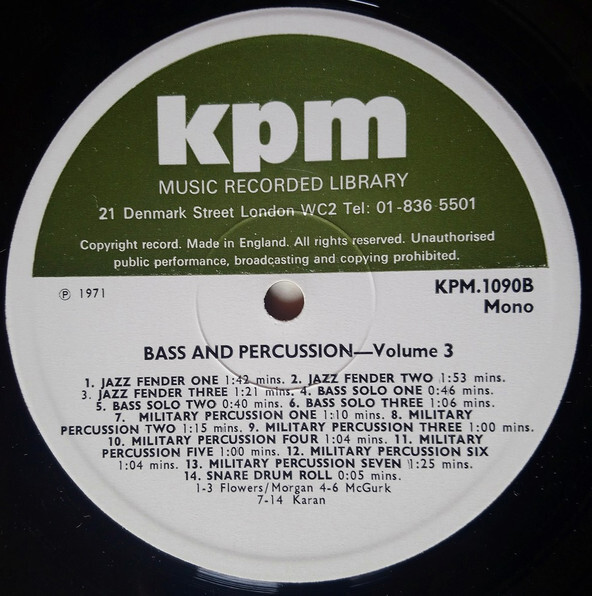 kpm
MUSIC RECORDED LIBRARY
21 Denmark Street London WC2 Tel: 01-836 5501
Copyright record. Made in England. All rights reserved. Unauthorised
public performance, broadcasting and copying prohibited.
℗ 1971
KPM.1090B
Mono
BASS AND PERCUSSION—Volume 3
1. JAZZ FENDER ONE 1:42 mins. 2. JAZZ FENDER TWO 1:53 mins.
3. JAZZ FENDER THREE 1:21 mins. 4. BASS SOLO ONE 0:46 mins.
5. BASS SOLO TWO 0:40 mins. 6. BASS SOLO THREE 1:06 mins.
7. MILITARY PERCUSSION ONE 1:10 mins. 8. MILITARY
PERCUSSION TWO 1:15 mins. 9. MILITARY PERCUSSION THREE 1:00 mins.
10. MILITARY PERCUSSION FOUR 1:04 mins. 11. MILITARY
PERCUSSION FIVE 1:00 mins. 12. MILITARY PERCUSSION SIX
1:04 mins. 13. MILITARY PERCUSSION SEVEN 1:25 mins.
14. SNARE DRUM ROLL 0:05 mins.
1-3 Flowers/Morgan 4-6 McGurk
7-14 Karan